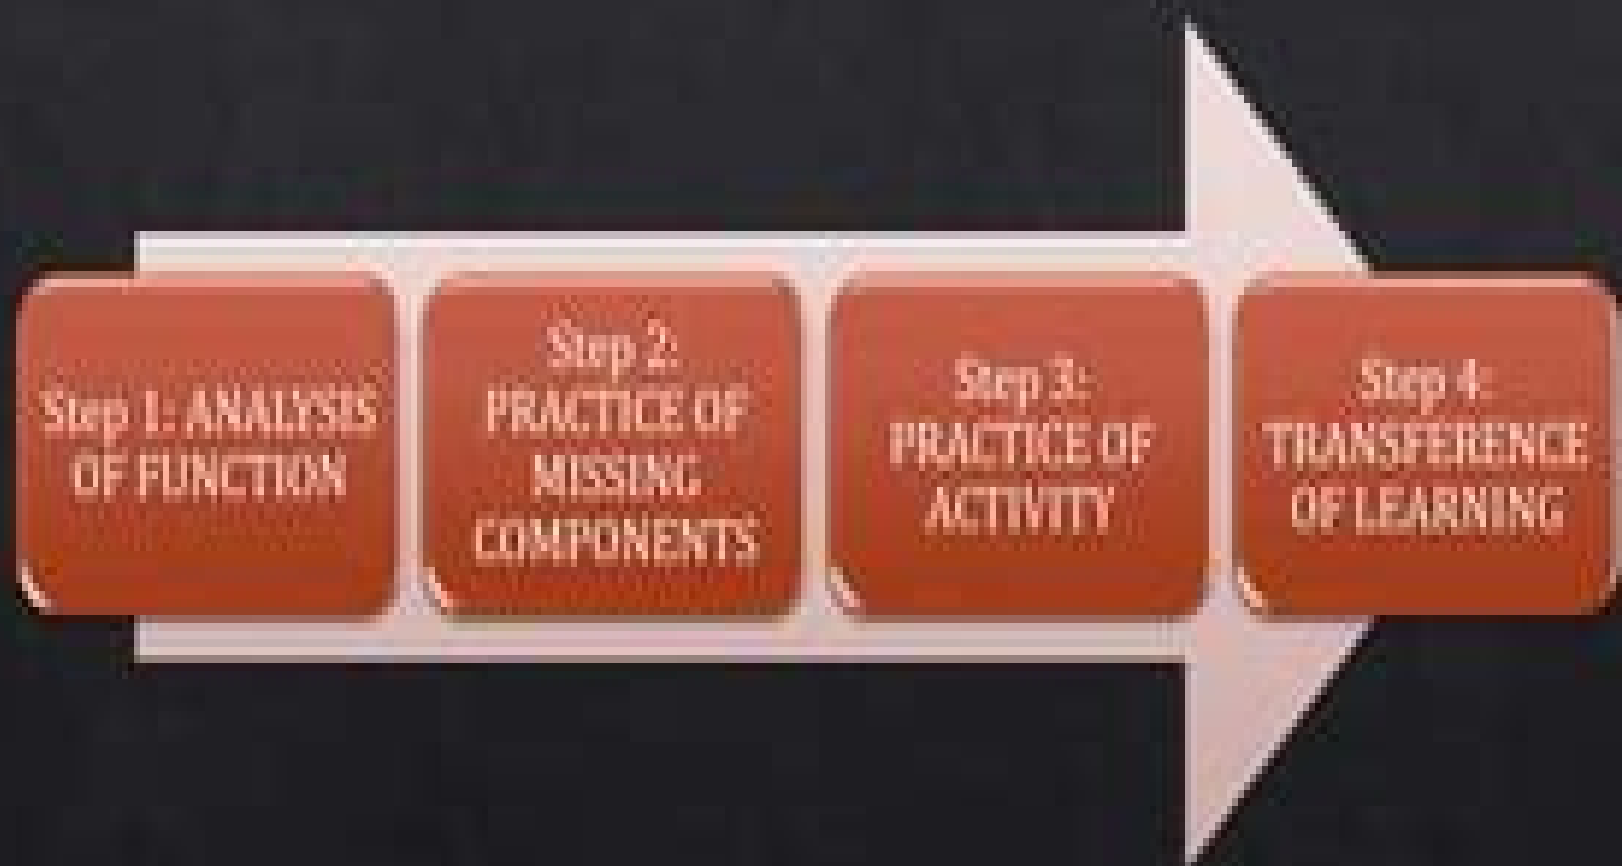 Step 1: ANALYSIS
OF FUNCTION
Step 2:
PRACTICE OF
MISSING
COMPONENTS
Step 3:
PRACTICE OF
ACTIVITY
Step 4:
TRANSFERENCE
OF LEARNING